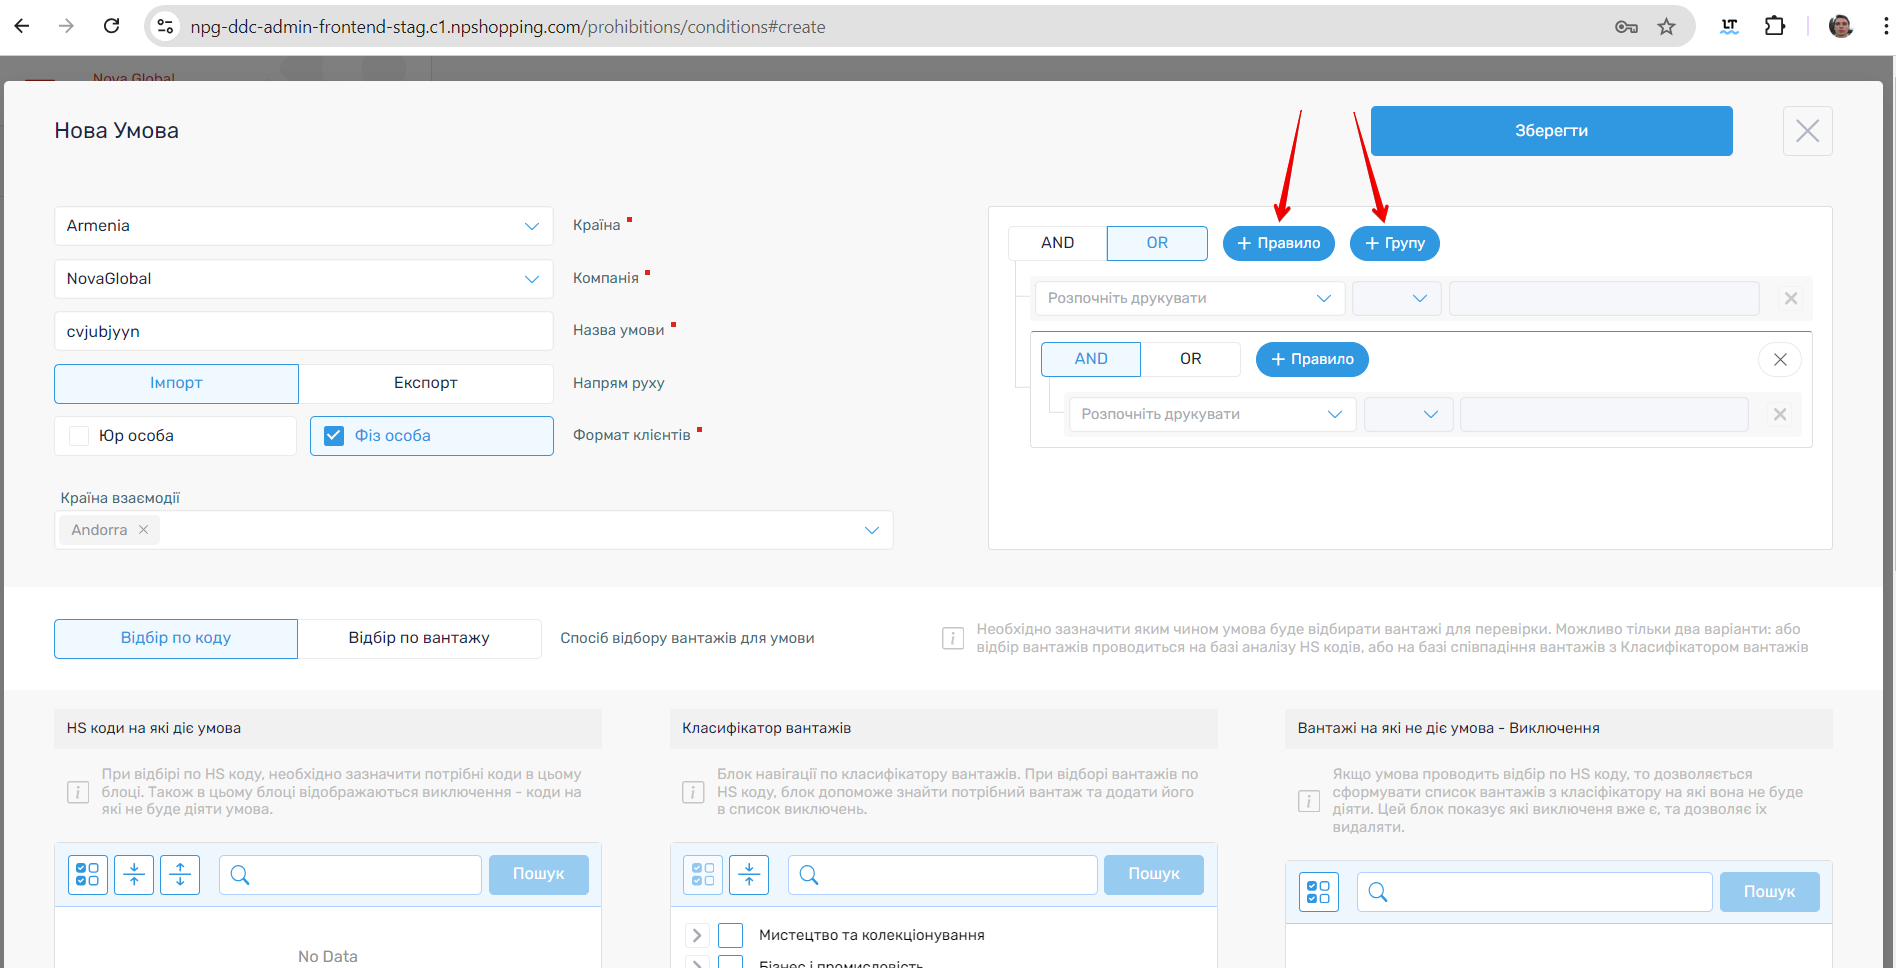 npg-ddc-admin-frontend-stag.c1.npshopping.com/prohibitions/conditions#create
LT
Nova Global
Нова Умова
Зберегти
Armenia
Країна
NovaGlobal
Компанія
cvjubjyyn
Назва умови
Імпорт
Експорт
Напрям руху
Юр особа
Фіз особа
Формат клієнтів
Країна взаємодії
Andorra
AND
OR
+ Правило
+ Групу
Розпочніть друкувати
AND
OR
+ Правило
Розпочніть друкувати
Відбір по коду
Відбір по вантажу
Спосіб відбору вантажів для умови
Необхідно зазначити яким чином умова буде відбирати вантажі для перевірки. Можливо тільки два варіанти: або
відбір вантажів проводиться на базі аналізу HS кодів, або на базі співпадіння вантажів з Класифікатором вантажів
HS коди на які діє умова
При відбірі по HS коду, необхідно зазначити потрібні коди в цьому
блоці. Також в цьому блоці відображаються виключення - коди на
які не буде діяти умова.
Пошук
No Data
Класифікатор вантажів
Блок навігації по класифікатору вантажів. При відборі вантажів по
HS коду, блок допоможе знайти потрібний вантаж та додати його
в список виключень.
Пошук
Мистецтво та колекціонування
Бізнес і промисловість
Вантажі на які не діє умова - Виключення
Якщо умова проводить відбір по HS коду, то дозволяється
сформувати список вантажів з класіфікатору на які вона не буде
діяти. Цей блок показує які виключеня вже є, та дозволяє їх
видаляти.
Пошук